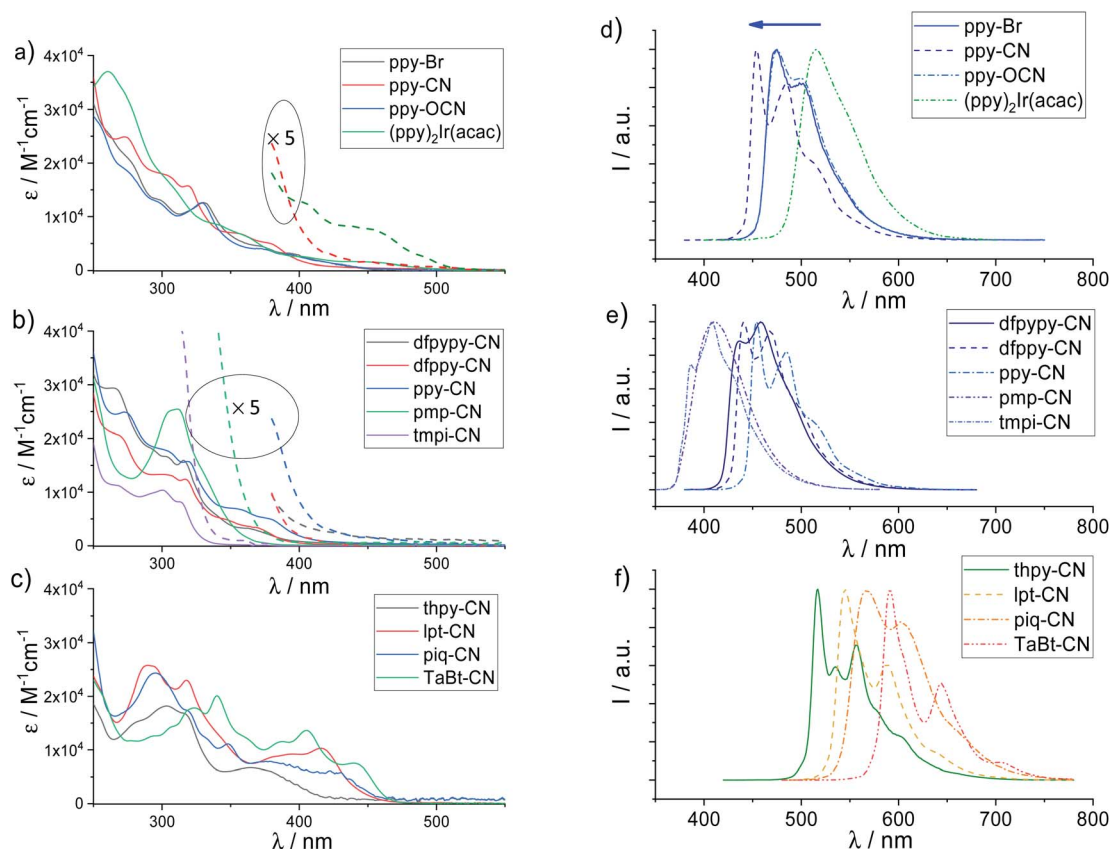 a)
4x10⁴
3x10⁴
2x10⁴
1x10⁴
0
ε / M⁻¹cm⁻¹
ppy-Br
ppy-CN
ppy-OCN
(ppy)₂Ir(acac)
× 5
300 400 500
λ / nm
b)
4x10⁴
3x10⁴
2x10⁴
1x10⁴
0
ε / M⁻¹cm⁻¹
dfpypy-CN
dfppy-CN
ppy-CN
pmp-CN
tmpi-CN
× 5
300 400 500
λ / nm
c)
4x10⁴
3x10⁴
2x10⁴
1x10⁴
0
ε / M⁻¹cm⁻¹
thpy-CN
lpt-CN
piq-CN
TaBt-CN
300 400 500
λ / nm
d)
I / a.u.
ppy-Br
ppy-CN
ppy-OCN
(ppy)₂Ir(acac)
400 500 600 700 800
λ / nm
e)
I / a.u.
dfpypy-CN
dfppy-CN
ppy-CN
pmp-CN
tmpi-CN
400 500 600 700 800
λ / nm
f)
I / a.u.
thpy-CN
lpt-CN
piq-CN
TaBt-CN
400 500 600 700 800
λ / nm